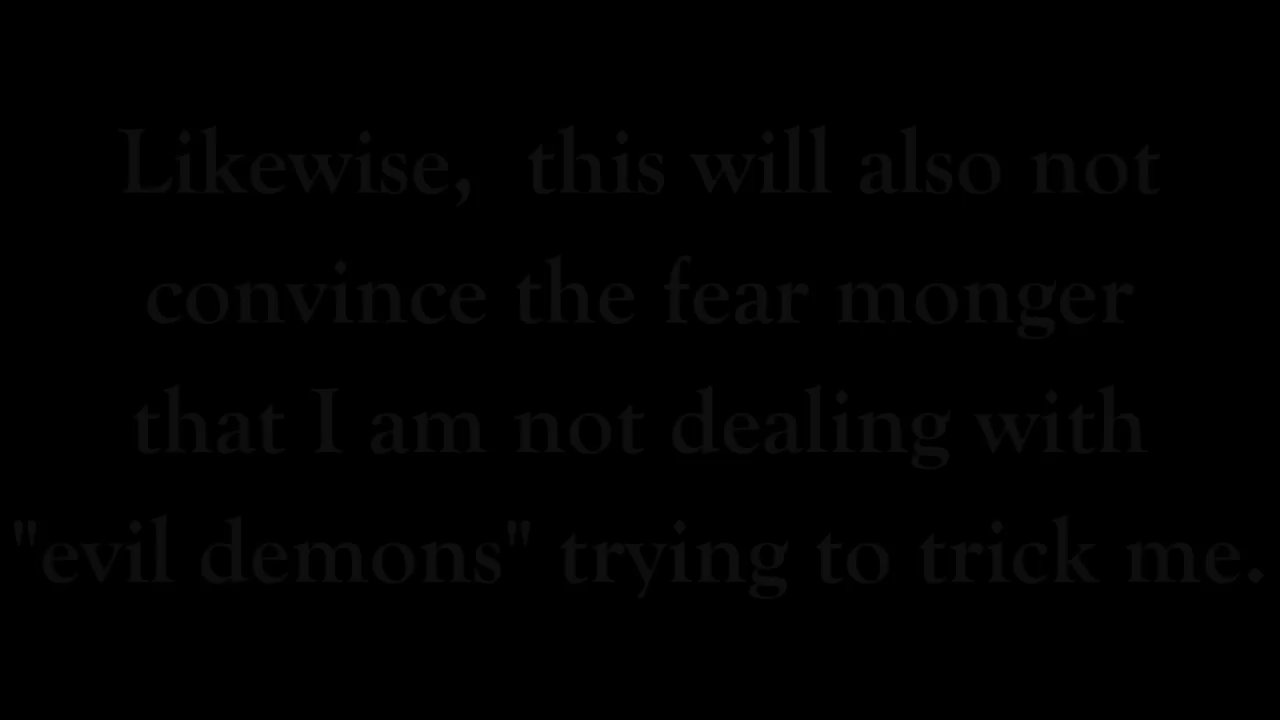 Likewise,  this will also not
convince the fear monger
that I am not dealing with
"evil demons" trying to trick me.